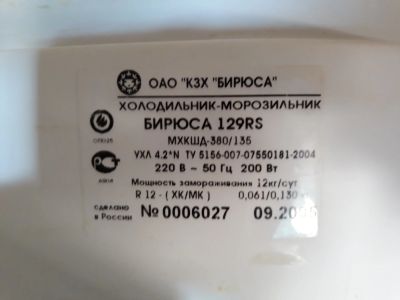 ОАО "КЗХ "БИРЮСА"
ХОЛОДИЛЬНИК-МОРОЗИЛЬНИК
БИРЮСА 129RS
МХКШД-380/135
УХЛ 4.2*N ТУ 5156-007-07550181-2004
220 В - 50 Гц 200 Вт
Мощность замораживания 12кг/сут
R 12 - (ХК/МК) 0,061/0,130
сделано
в России
№ 0006027